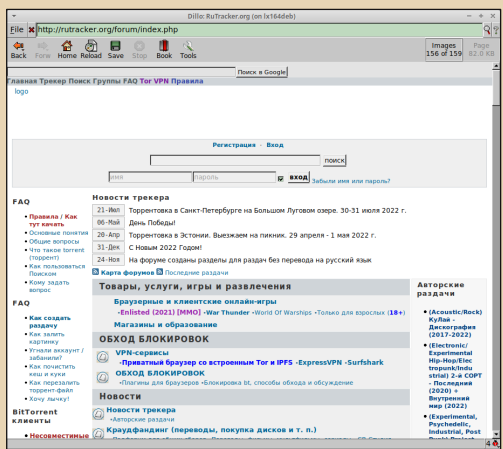 Dillo: RuTracker.org (on lx164deb)
File
http://rutracker.org/forum/index.php
Back Forw Home Reload Save Stop Book Tools
Images
156 of 159
Page
82.0 KB
Поиск в Google
Главная Трекер Поиск Группы FAQ Tor VPN Правила
logo
Регистрация · Вход
поиск
имя пароль вход Забыли имя или пароль?
FAQ
Правила / Как тут качать
Основные понятия
Общие вопросы
Что такое torrent (торрент)
Как пользоваться Поиском
Кому задать вопрос
FAQ
Как создать раздачу
Как залить картинку
Угнали аккаунт / забанили?
Как почистить кеш и куки
Как перезалить торрент-файл
Хочу лычку!
BitTorrent клиенты
Несовместимые
Новости трекера
21-Июл Торрентовка в Санкт-Петербурге на Большом Луговом озере. 30-31 июля 2022 г.
06-Май День Победы!
20-Апр Торрентовка в Эстонии. Выезжаем на пикник. 29 апреля - 1 мая 2022 г.
31-Дек С Новым 2022 Годом!
24-Ноя На форуме созданы разделы для раздач без перевода на русский язык
Карта форумов Последние раздачи
Товары, услуги, игры и развлечения
Браузерные и клиентские онлайн-игры
·Enlisted (2021) [MMO] ·War Thunder ·World Of Warships ·Только для взрослых (18+)
Магазины и образование
ОБХОД БЛОКИРОВОК
VPN-сервисы
·Приватный браузер со встроенным Tor и IPFS ·ExpressVPN ·Surfshark
ОБХОД БЛОКИРОВОК
·Плагины для браузеров ·Блокировка bt, способы обхода и обсуждение
Новости
Новости трекера
·Авторские раздачи
Краудфандинг (переводы, покупка дисков и т. п.)
Авторские раздачи
(Acoustic/Rock) КуЛай - Дискография (2017-2022)
(Electronic/ Experimental Hip-Hop/Elec tropunk/Indu strial) 2-й СОРТ - Последний (2020) + Внутренний мир (2022)
(Experimental, Psychedelic, Industrial, Post
4